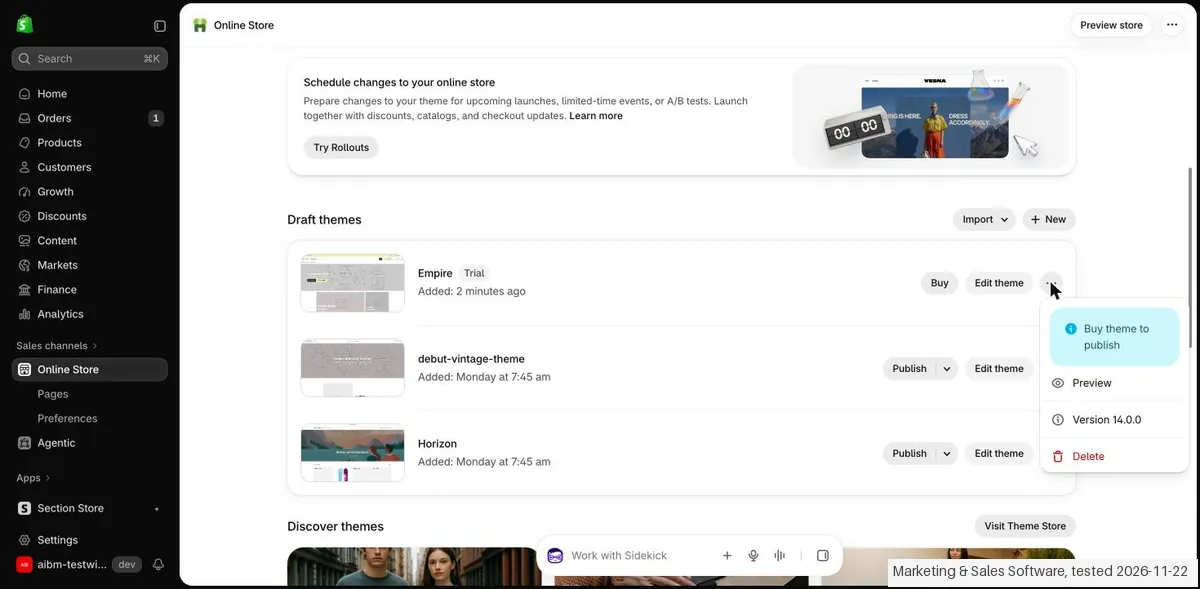 Online Store
Preview store
Search
⌘K
Home
Orders
1
Products
Customers
Growth
Discounts
Content
Markets
Finance
Analytics
Sales channels
Online Store
Pages
Preferences
Agentic
Apps
Section Store
Settings
aibm-testwi...
dev
Schedule changes to your online store
Prepare changes to your theme for upcoming launches, limited-time events, or A/B tests. Launch
together with discounts, catalogs, and checkout updates. Learn more
Try Rollouts
VESNA
00 00
DRESS
ACCORDINGLY.
Draft themes
Import
New
Empire
Trial
Added: 2 minutes ago
Buy
Edit theme
debut-vintage-theme
Added: Monday at 7:45 am
Publish
Edit theme
Horizon
Added: Monday at 7:45 am
Publish
Edit theme
Buy theme to
publish
Preview
Version 14.0.0
Delete
Discover themes
Visit Theme Store
Work with Sidekick
Marketing & Sales Software, tested 2026-11-22